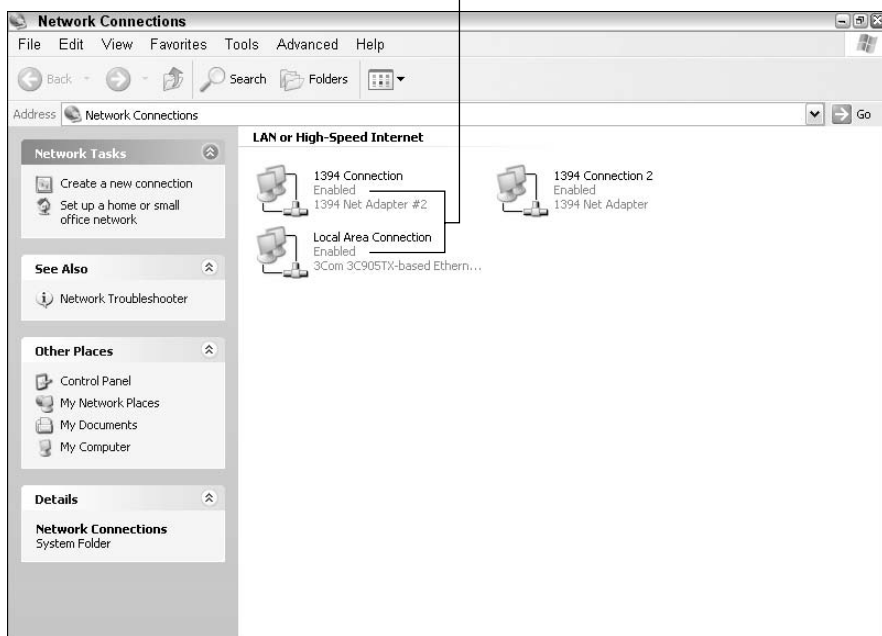 Network Connections
File Edit View Favorites Tools Advanced Help
Back Search Folders
Address Network Connections Go
Network Tasks
Create a new connection
Set up a home or small
office network
See Also
Network Troubleshooter
Other Places
Control Panel
My Network Places
My Documents
My Computer
Details
Network Connections
System Folder
LAN or High-Speed Internet
1394 Connection
Enabled
1394 Net Adapter #2
1394 Connection 2
Enabled
1394 Net Adapter
Local Area Connection
Enabled
3Com 3C905TX-based Ethern...